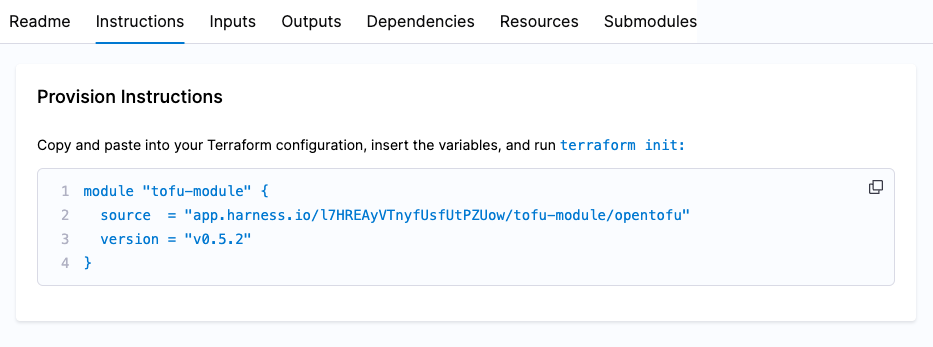 Readme Instructions Inputs Outputs Dependencies Resources Submodules
Provision Instructions
Copy and paste into your Terraform configuration, insert the variables, and run terraform init:
1 module "tofu-module" {
2 source = "app.harness.io/l7HREAyVTnyfUsfUtPZUow/tofu-module/opentofu"
3 version = "v0.5.2"
4 }